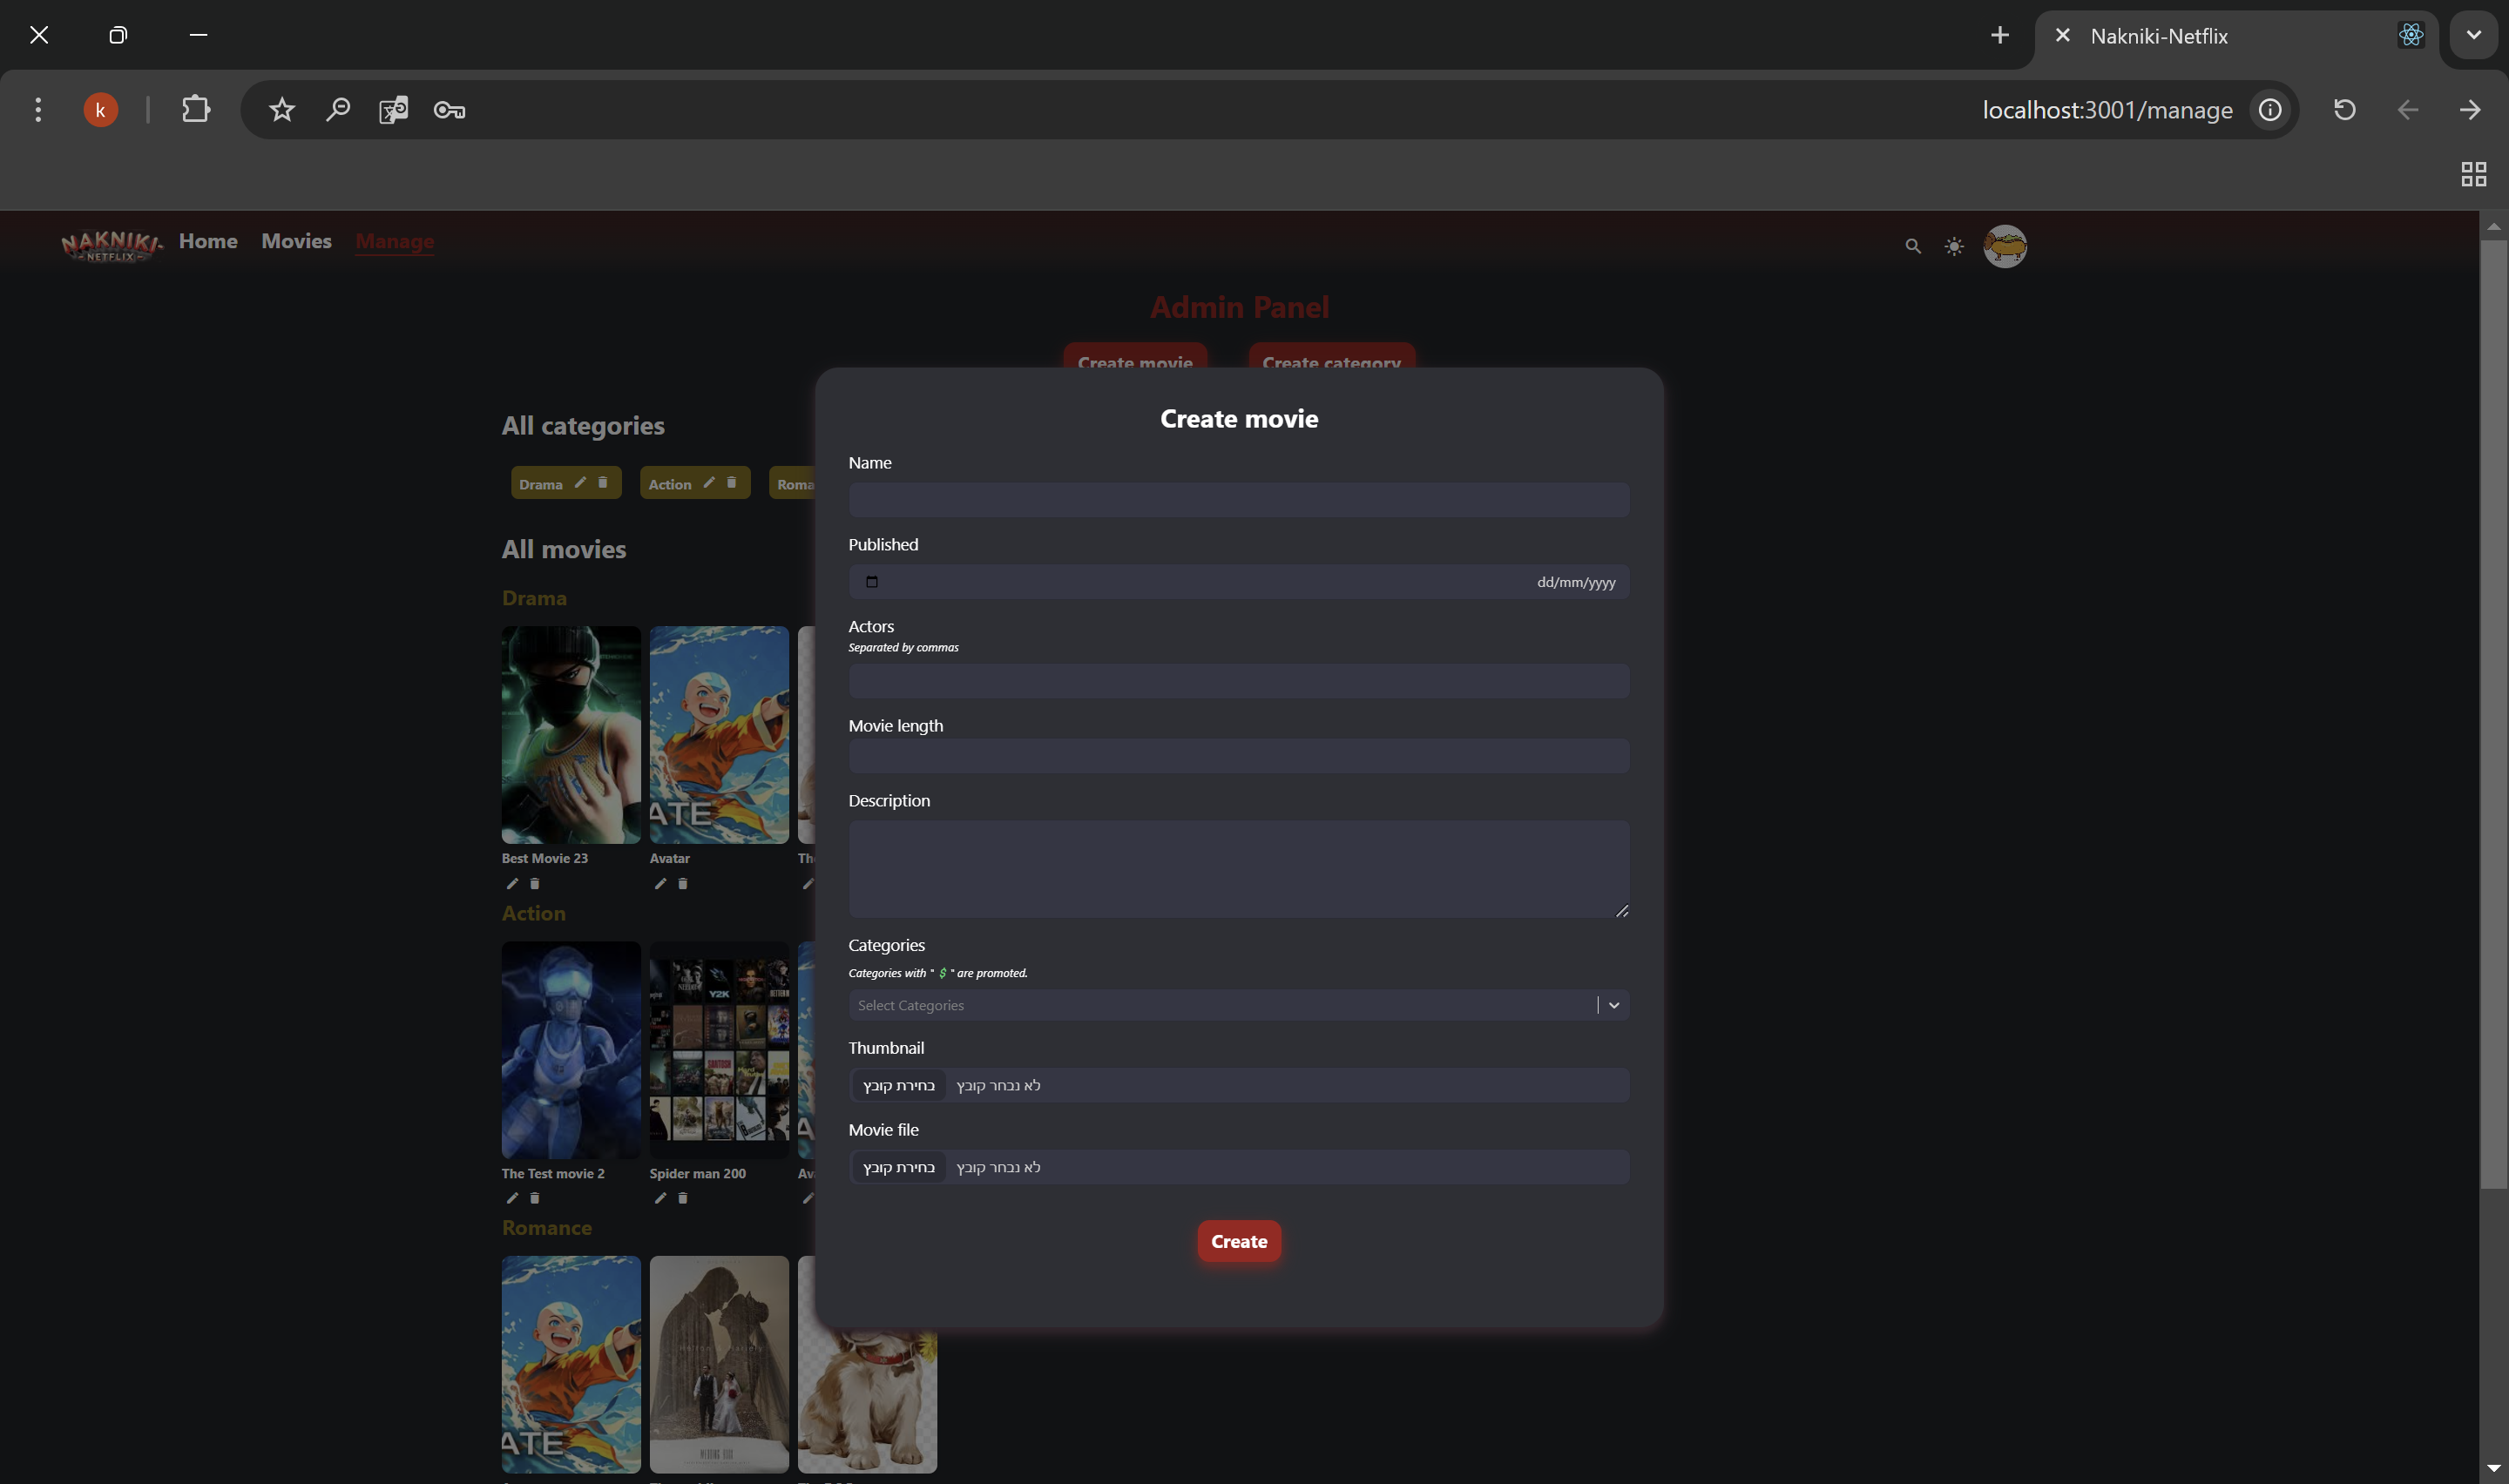 Nakniki-Netflix
k
localhost:3001/manage
NAKNIKI
- NETFLIX -
Home
Movies
Manage
Admin Panel
Create movie
Create category
All categories
Drama
Action
Roma
All movies
Drama
ATE
Best Movie 23
Avatar
Th
Action
Y2K
The Test movie 2
Spider man 200
Av
Romance
ATE
Create movie
Name
Published
dd/mm/yyyy
Actors
Separated by commas
Movie length
Description
Categories
Categories with " $ " are promoted.
Select Categories
Thumbnail
בחירת קובץ
לא נבחר קובץ
Movie file
בחירת קובץ
לא נבחר קובץ
Create